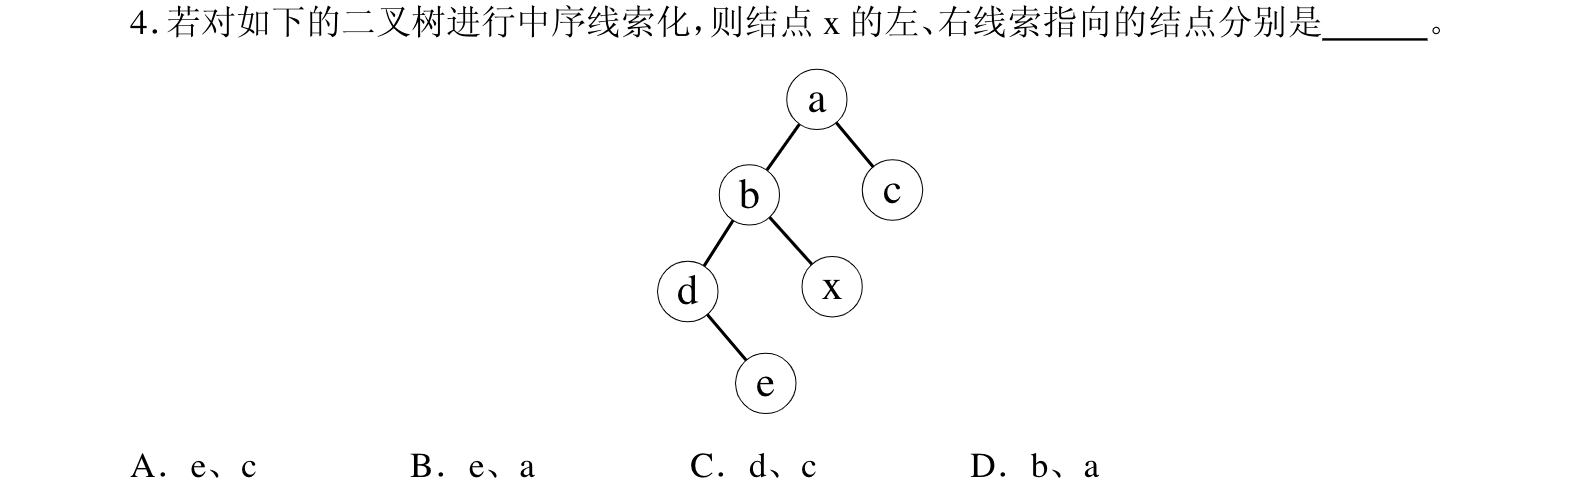 4. 若对如下的二叉树进行中序线索化,则结点 x 的左、右线索指向的结点分别是______。
a
b
c
d
x
e
A. e、c B. e、a C. d、c D. b、a